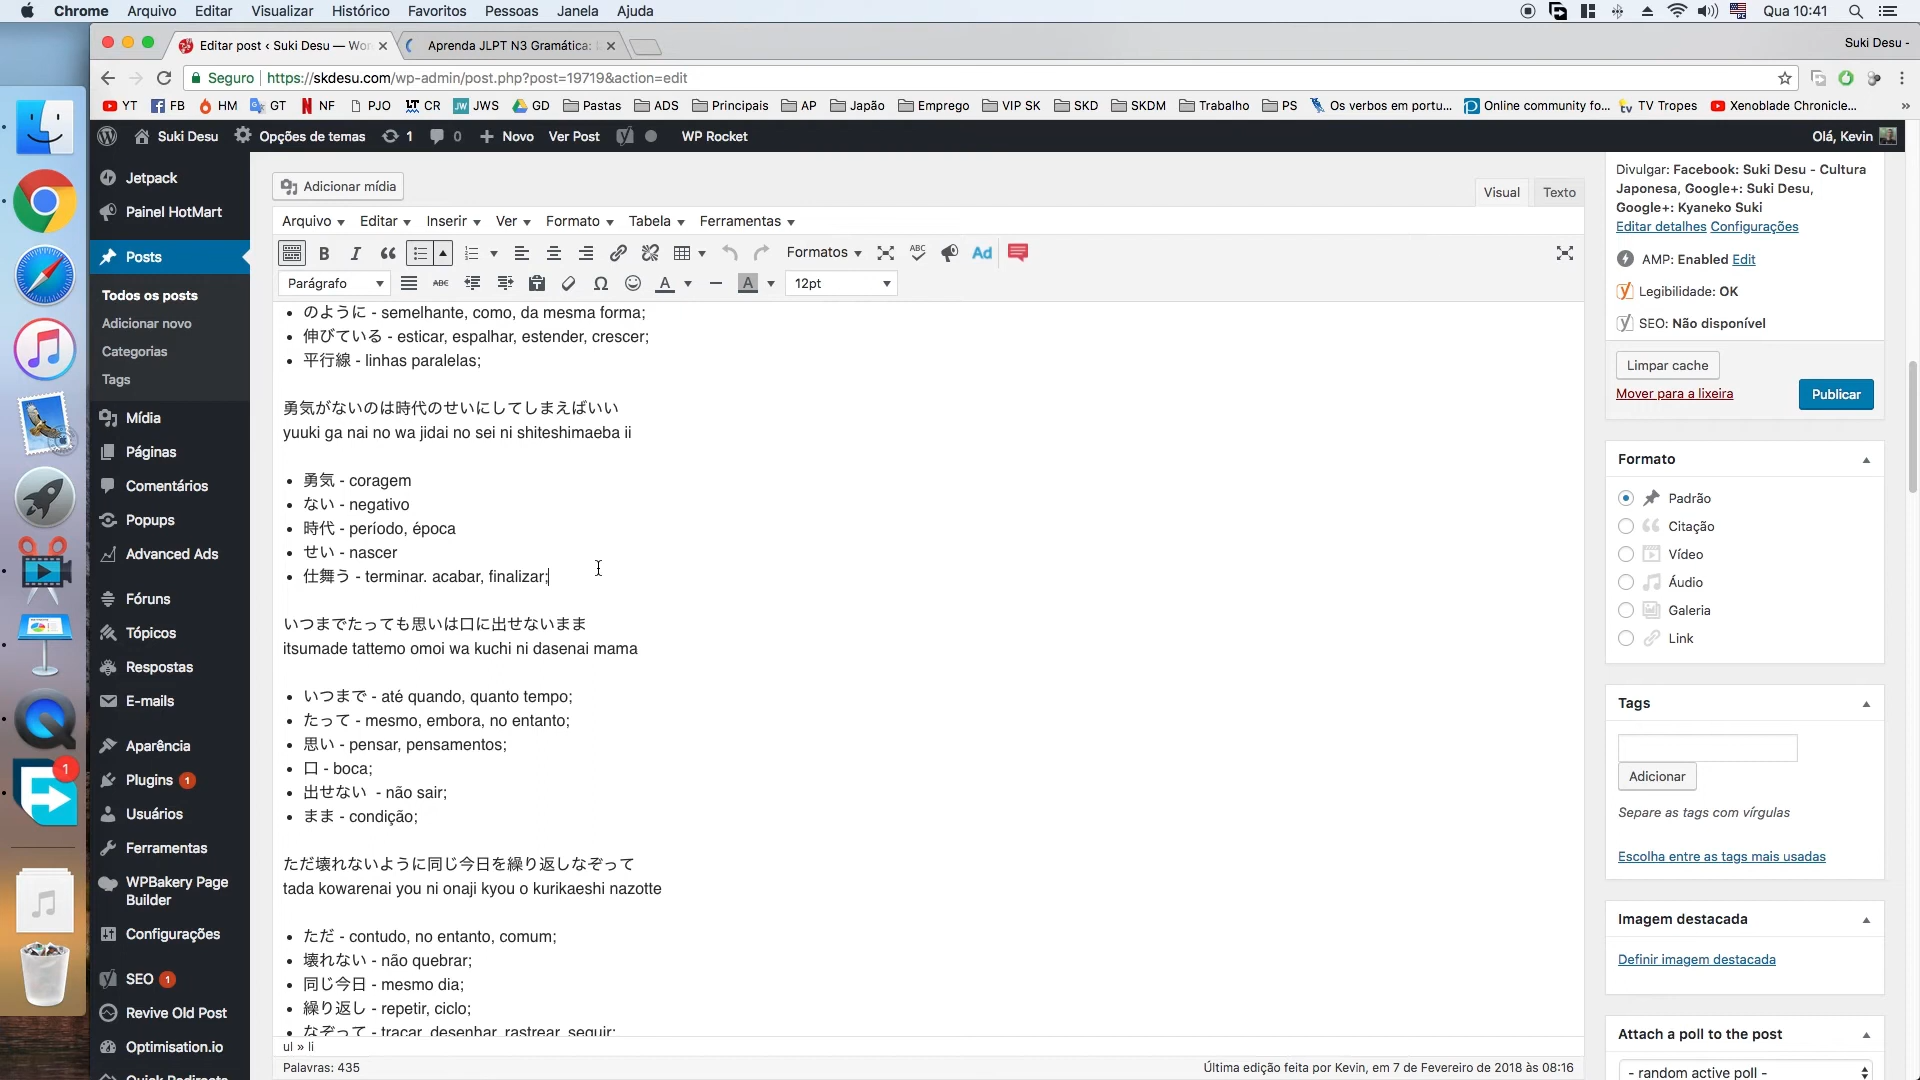 Chrome Arquivo Editar Visualizar Histórico Favoritos Pessoas Janela Ajuda Qua 10:41
Editar post ‹ Suki Desu — Wor Aprenda JLPT N3 Gramática: Suki Desu -
Seguro https://skdesu.com/wp-admin/post.php?post=19719&action=edit
YT FB HM GT NF PJO CR JWS GD Pastas ADS Principais AP Japão Emprego VIP SK SKD SKDM Trabalho PS Os verbos em portu... Online community fo... TV Tropes Xenoblade Chronicle... »
Suki Desu Opções de temas 1 0 Novo Ver Post WP Rocket Olá, Kevin
Jetpack
Painel HotMart
Posts
Todos os posts
Adicionar novo
Categorias
Tags
Mídia
Páginas
Comentários
Popups
Advanced Ads
Fóruns
Tópicos
Respostas
E-mails
Aparência
Plugins 1
Usuários
Ferramentas
WPBakery Page
Builder
Configurações
SEO 1
Revive Old Post
Optimisation.io
Quick Redirects
1
Adicionar mídia
Visual Texto
Arquivo Editar Inserir Ver Formato Tabela Ferramentas
B I Formatos ABC Ad
Parágrafo ABC Ω A A 12pt
• のように - semelhante, como, da mesma forma;
• 伸びている - esticar, espalhar, estender, crescer;
• 平行線 - linhas paralelas;
勇気がないのは時代のせいにしてしまえばいい
yuuki ga nai no wa jidai no sei ni shiteshimaeba ii
• 勇気 - coragem
• ない - negativo
• 時代 - período, época
• せい - nascer
• 仕舞う - terminar. acabar, finalizar;
いつまでたっても思いは口に出せないまま
itsumade tattemo omoi wa kuchi ni dasenai mama
• いつまで - até quando, quanto tempo;
• たって - mesmo, embora, no entanto;
• 思い - pensar, pensamentos;
• 口 - boca;
• 出せない - não sair;
• まま - condição;
ただ壊れないように同じ今日を繰り返しなぞって
tada kowarenai you ni onaji kyou o kurikaeshi nazotte
• ただ - contudo, no entanto, comum;
• 壊れない - não quebrar;
• 同じ今日 - mesmo dia;
• 繰り返し - repetir, ciclo;
• なぞって - traçar, desenhar, rastrear, seguir;
ul » li
Palavras: 435 Última edição feita por Kevin, em 7 de Fevereiro de 2018 às 08:16
Divulgar: Facebook: Suki Desu - Cultura
Japonesa, Google+: Suki Desu,
Google+: Kyaneko Suki
Editar detalhes Configurações
AMP: Enabled Edit
Legibilidade: OK
SEO: Não disponível
Limpar cache
Mover para a lixeira Publicar
Formato
Padrão
Citação
Vídeo
Áudio
Galeria
Link
Tags
Adicionar
Separe as tags com vírgulas
Escolha entre as tags mais usadas
Imagem destacada
Definir imagem destacada
Attach a poll to the post
- random active poll -